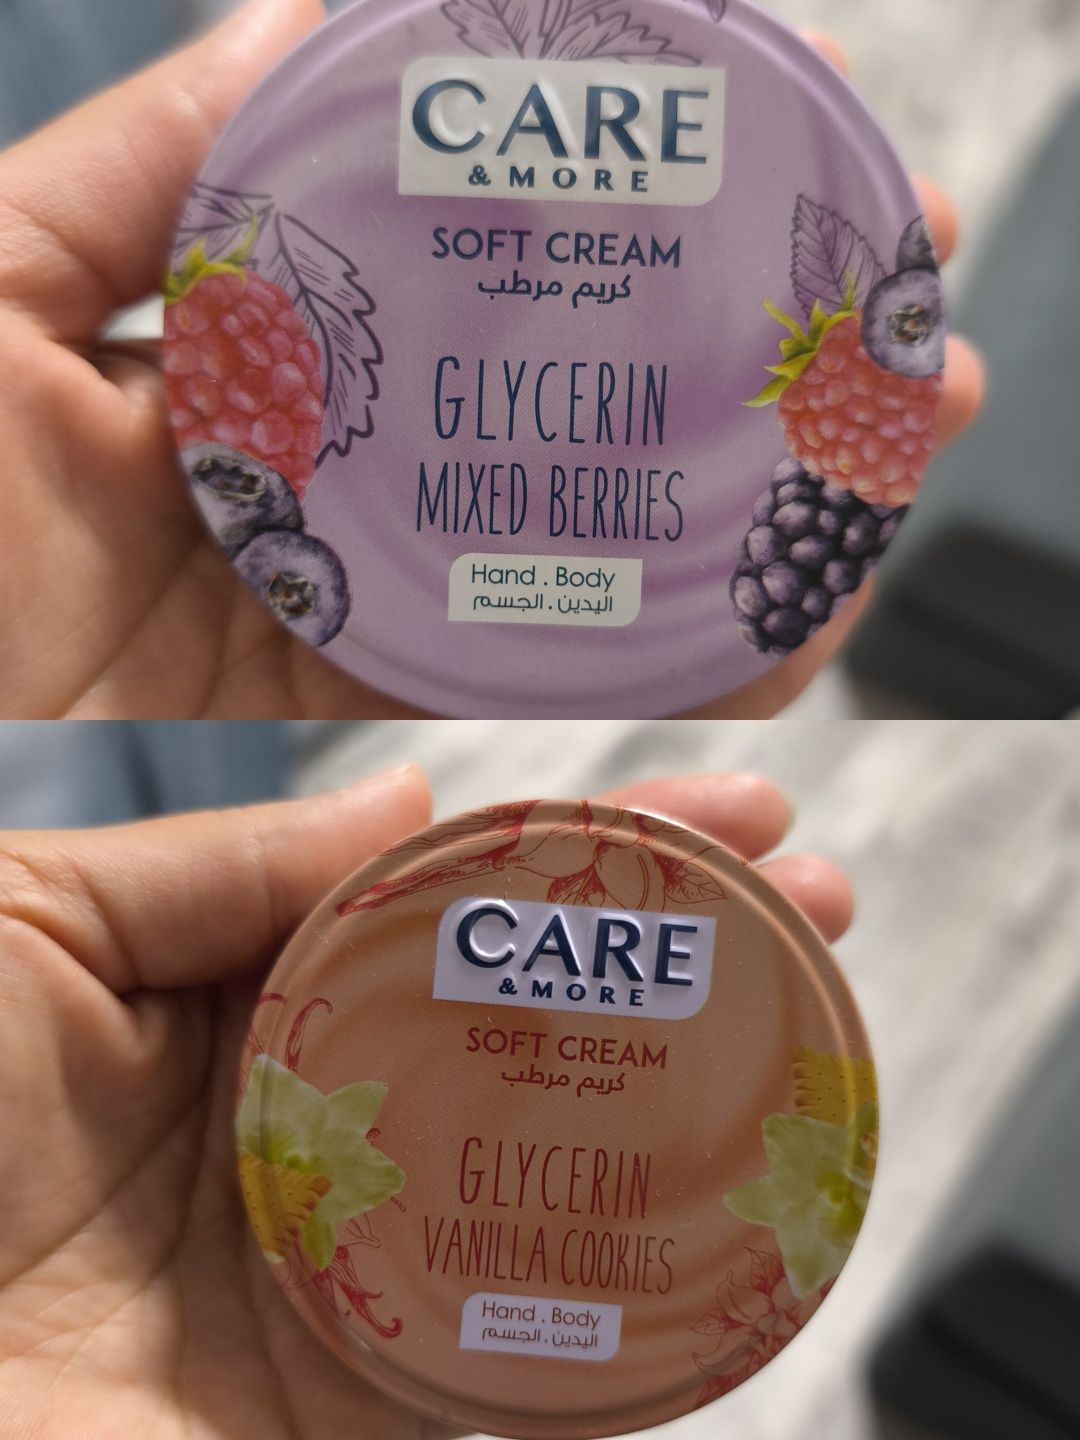 CARE
& MORE
SOFT CREAM
كريم مرطب
GLYCERIN
MIXED BERRIES
Hand . Body
اليدين . الجسم
CARE
& MORE
SOFT CREAM
كريم مرطب
GLYCERIN
VANILLA COOKIES
Hand . Body
اليدين . الجسم